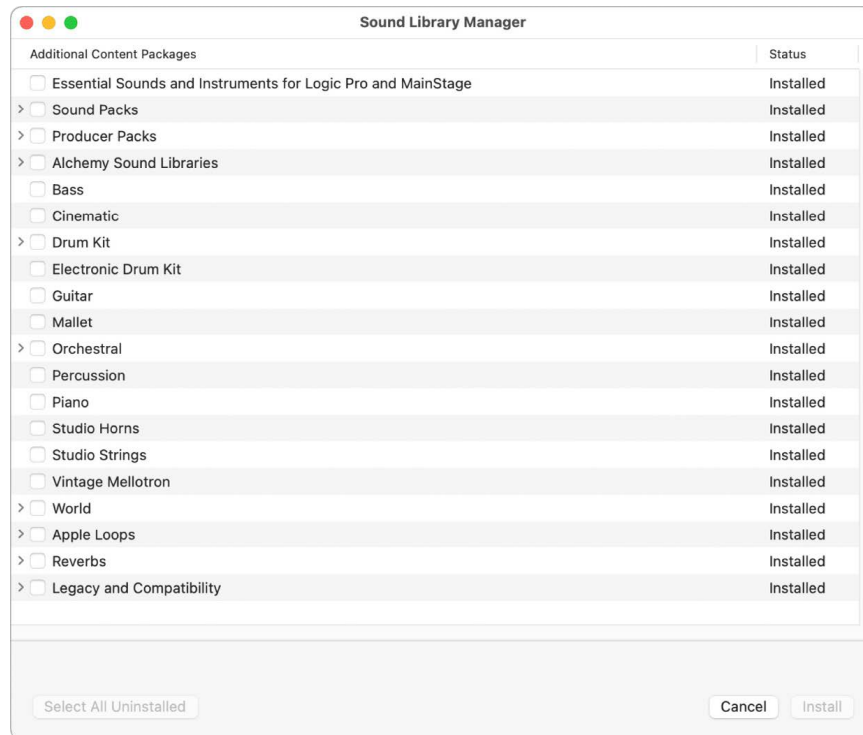 Sound Library Manager
Additional Content Packages Status
Essential Sounds and Instruments for Logic Pro and MainStage Installed
Sound Packs Installed
Producer Packs Installed
Alchemy Sound Libraries Installed
Bass Installed
Cinematic Installed
Drum Kit Installed
Electronic Drum Kit Installed
Guitar Installed
Mallet Installed
Orchestral Installed
Percussion Installed
Piano Installed
Studio Horns Installed
Studio Strings Installed
Vintage Mellotron Installed
World Installed
Apple Loops Installed
Reverbs Installed
Legacy and Compatibility Installed
Select All Uninstalled Cancel Install